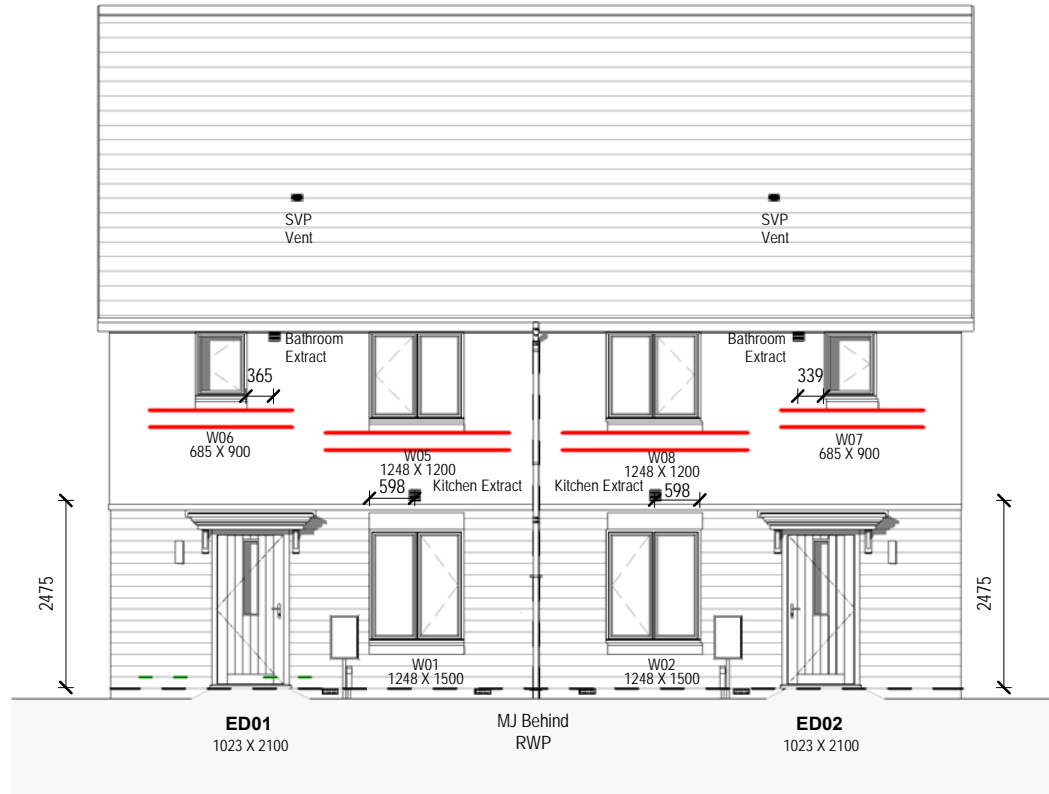 SVP
Vent
SVP
Vent
Bathroom
Extract
Bathroom
Extract
365
339
W06
685 X 900
W05
1248 X 1200
W08
1248 X 1200
W07
685 X 900
598
Kitchen Extract
Kitchen Extract
598
2475
2475
W01
1248 X 1500
W02
1248 X 1500
ED01
1023 X 2100
MJ Behind
RWP
ED02
1023 X 2100